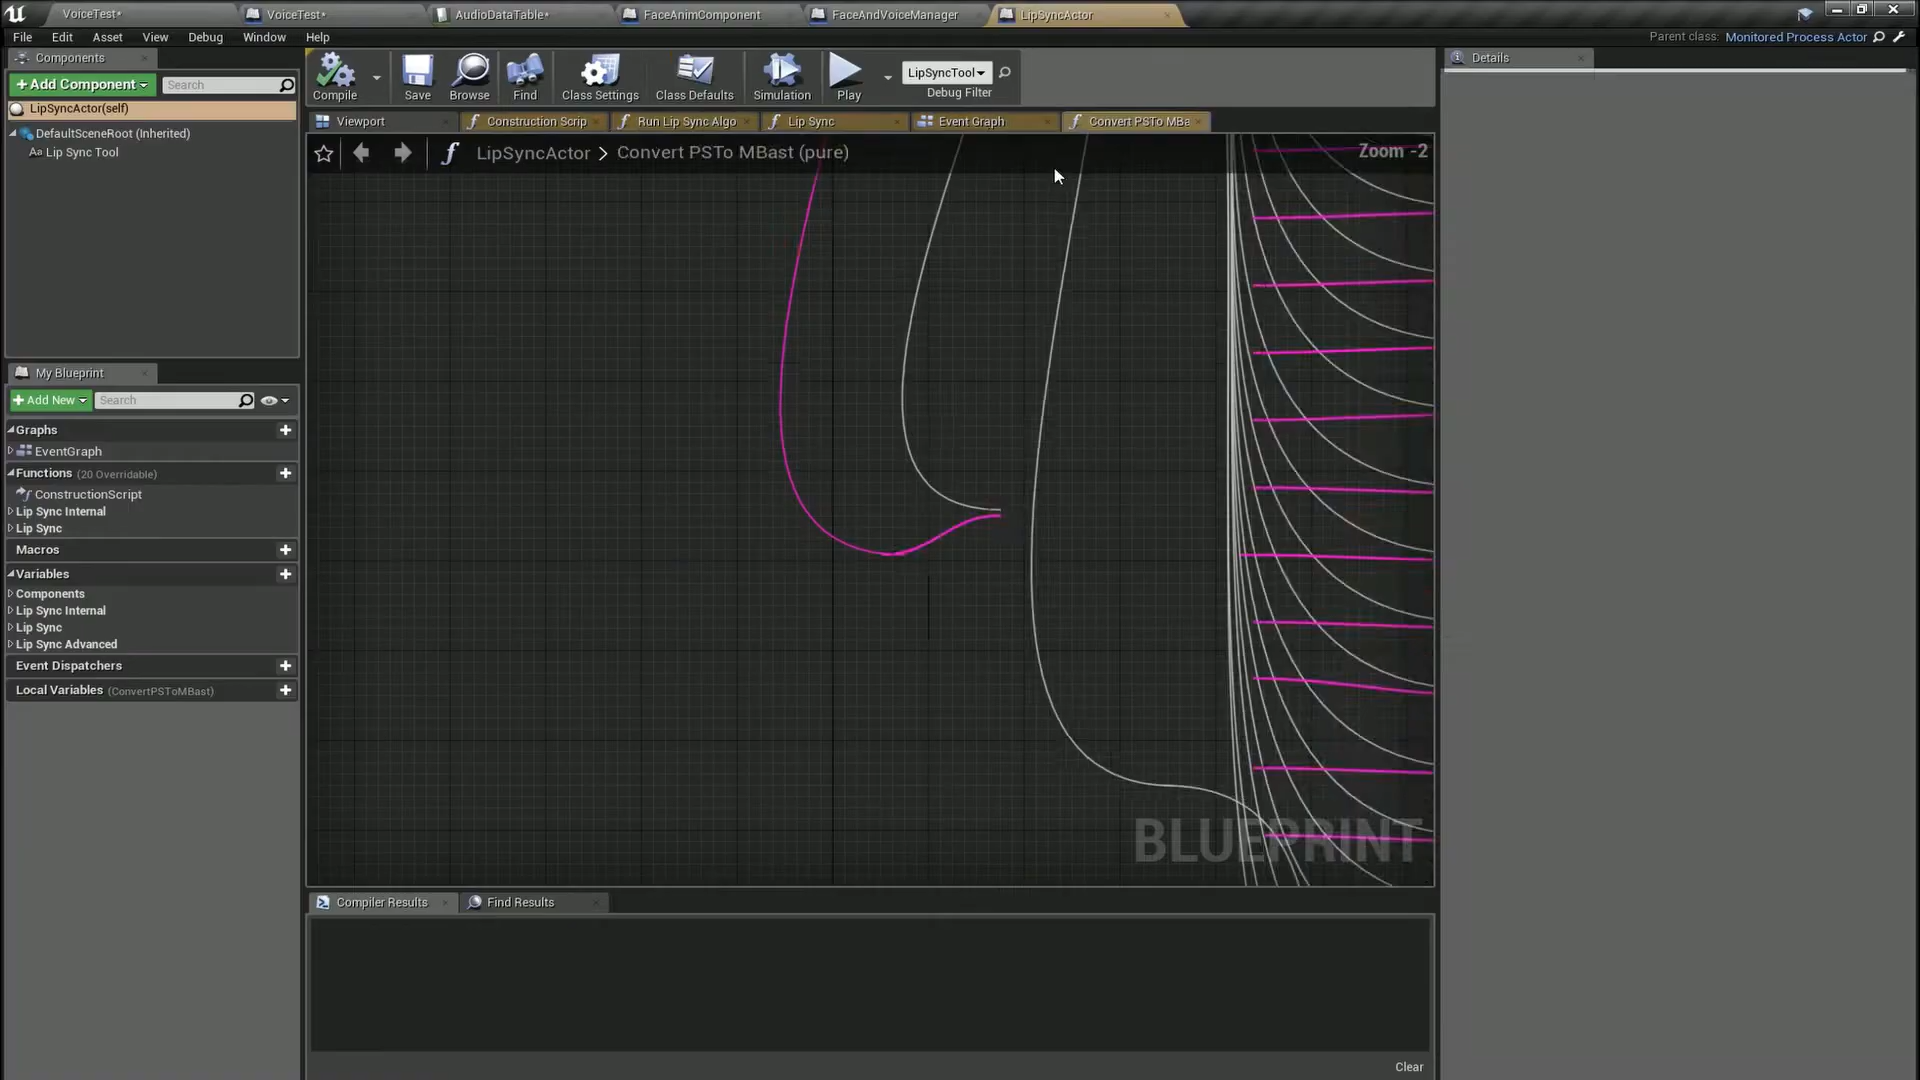 VoiceTest*
VoiceTest*
AudioDataTable*
FaceAnimComponent
FaceAndVoiceManager
LipSyncActor
File
Edit
Asset
View
Debug
Window
Help
Parent class: Monitored Process Actor
Components
+ Add Component
Search
LipSyncActor(self)
DefaultSceneRoot (Inherited)
Aa Lip Sync Tool
Compile
Save
Browse
Find
Class Settings
Class Defaults
Simulation
Play
LipSyncTool
Debug Filter
Details
Viewport
Construction Scrip
Run Lip Sync Algo
Lip Sync
Event Graph
Convert PSTo MBa
LipSyncActor > Convert PSTo MBast (pure)
Zoom -2
BLUEPRINT
My Blueprint
+ Add New
Search
Graphs
EventGraph
Functions (20 Overridable)
ConstructionScript
Lip Sync Internal
Lip Sync
Macros
Variables
Components
Lip Sync Internal
Lip Sync
Lip Sync Advanced
Event Dispatchers
Local Variables (ConvertPSToMBast)
Compiler Results
Find Results
Clear